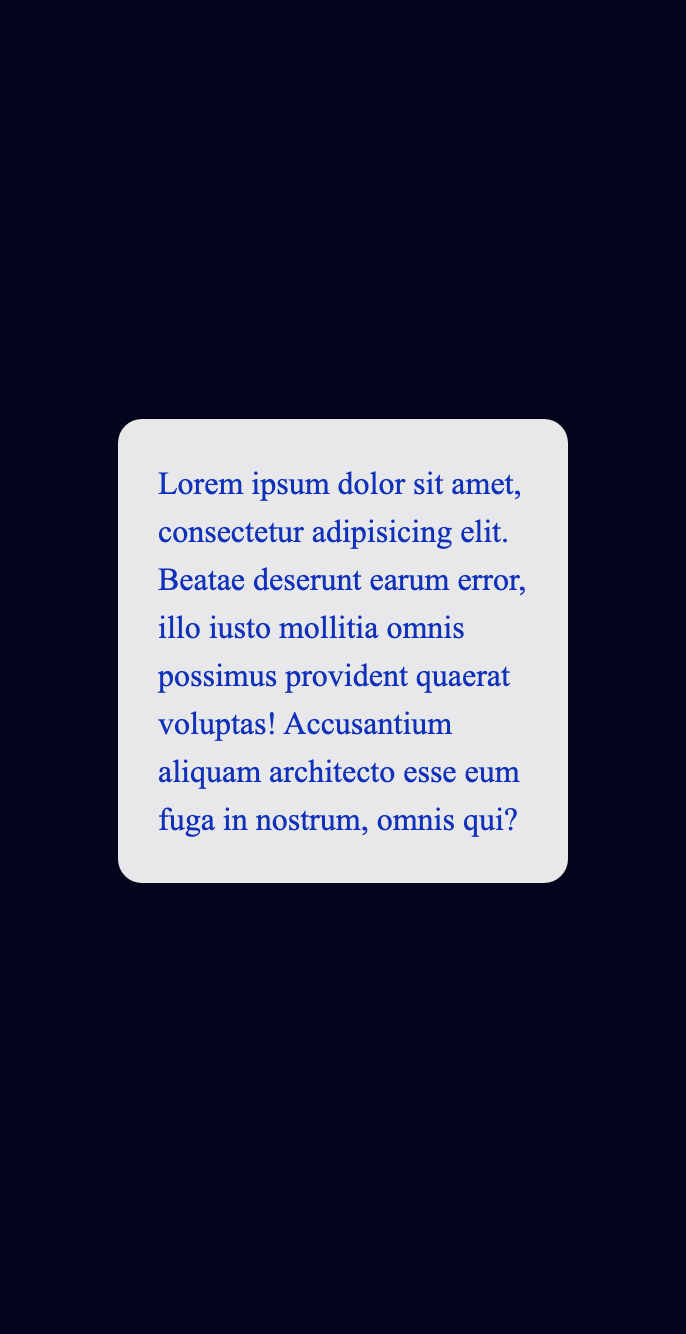 Lorem ipsum dolor sit amet,
consectetur adipisicing elit.
Beatae deserunt earum error,
illo iusto mollitia omnis
possimus provident quaerat
voluptas! Accusantium
aliquam architecto esse eum
fuga in nostrum, omnis qui?